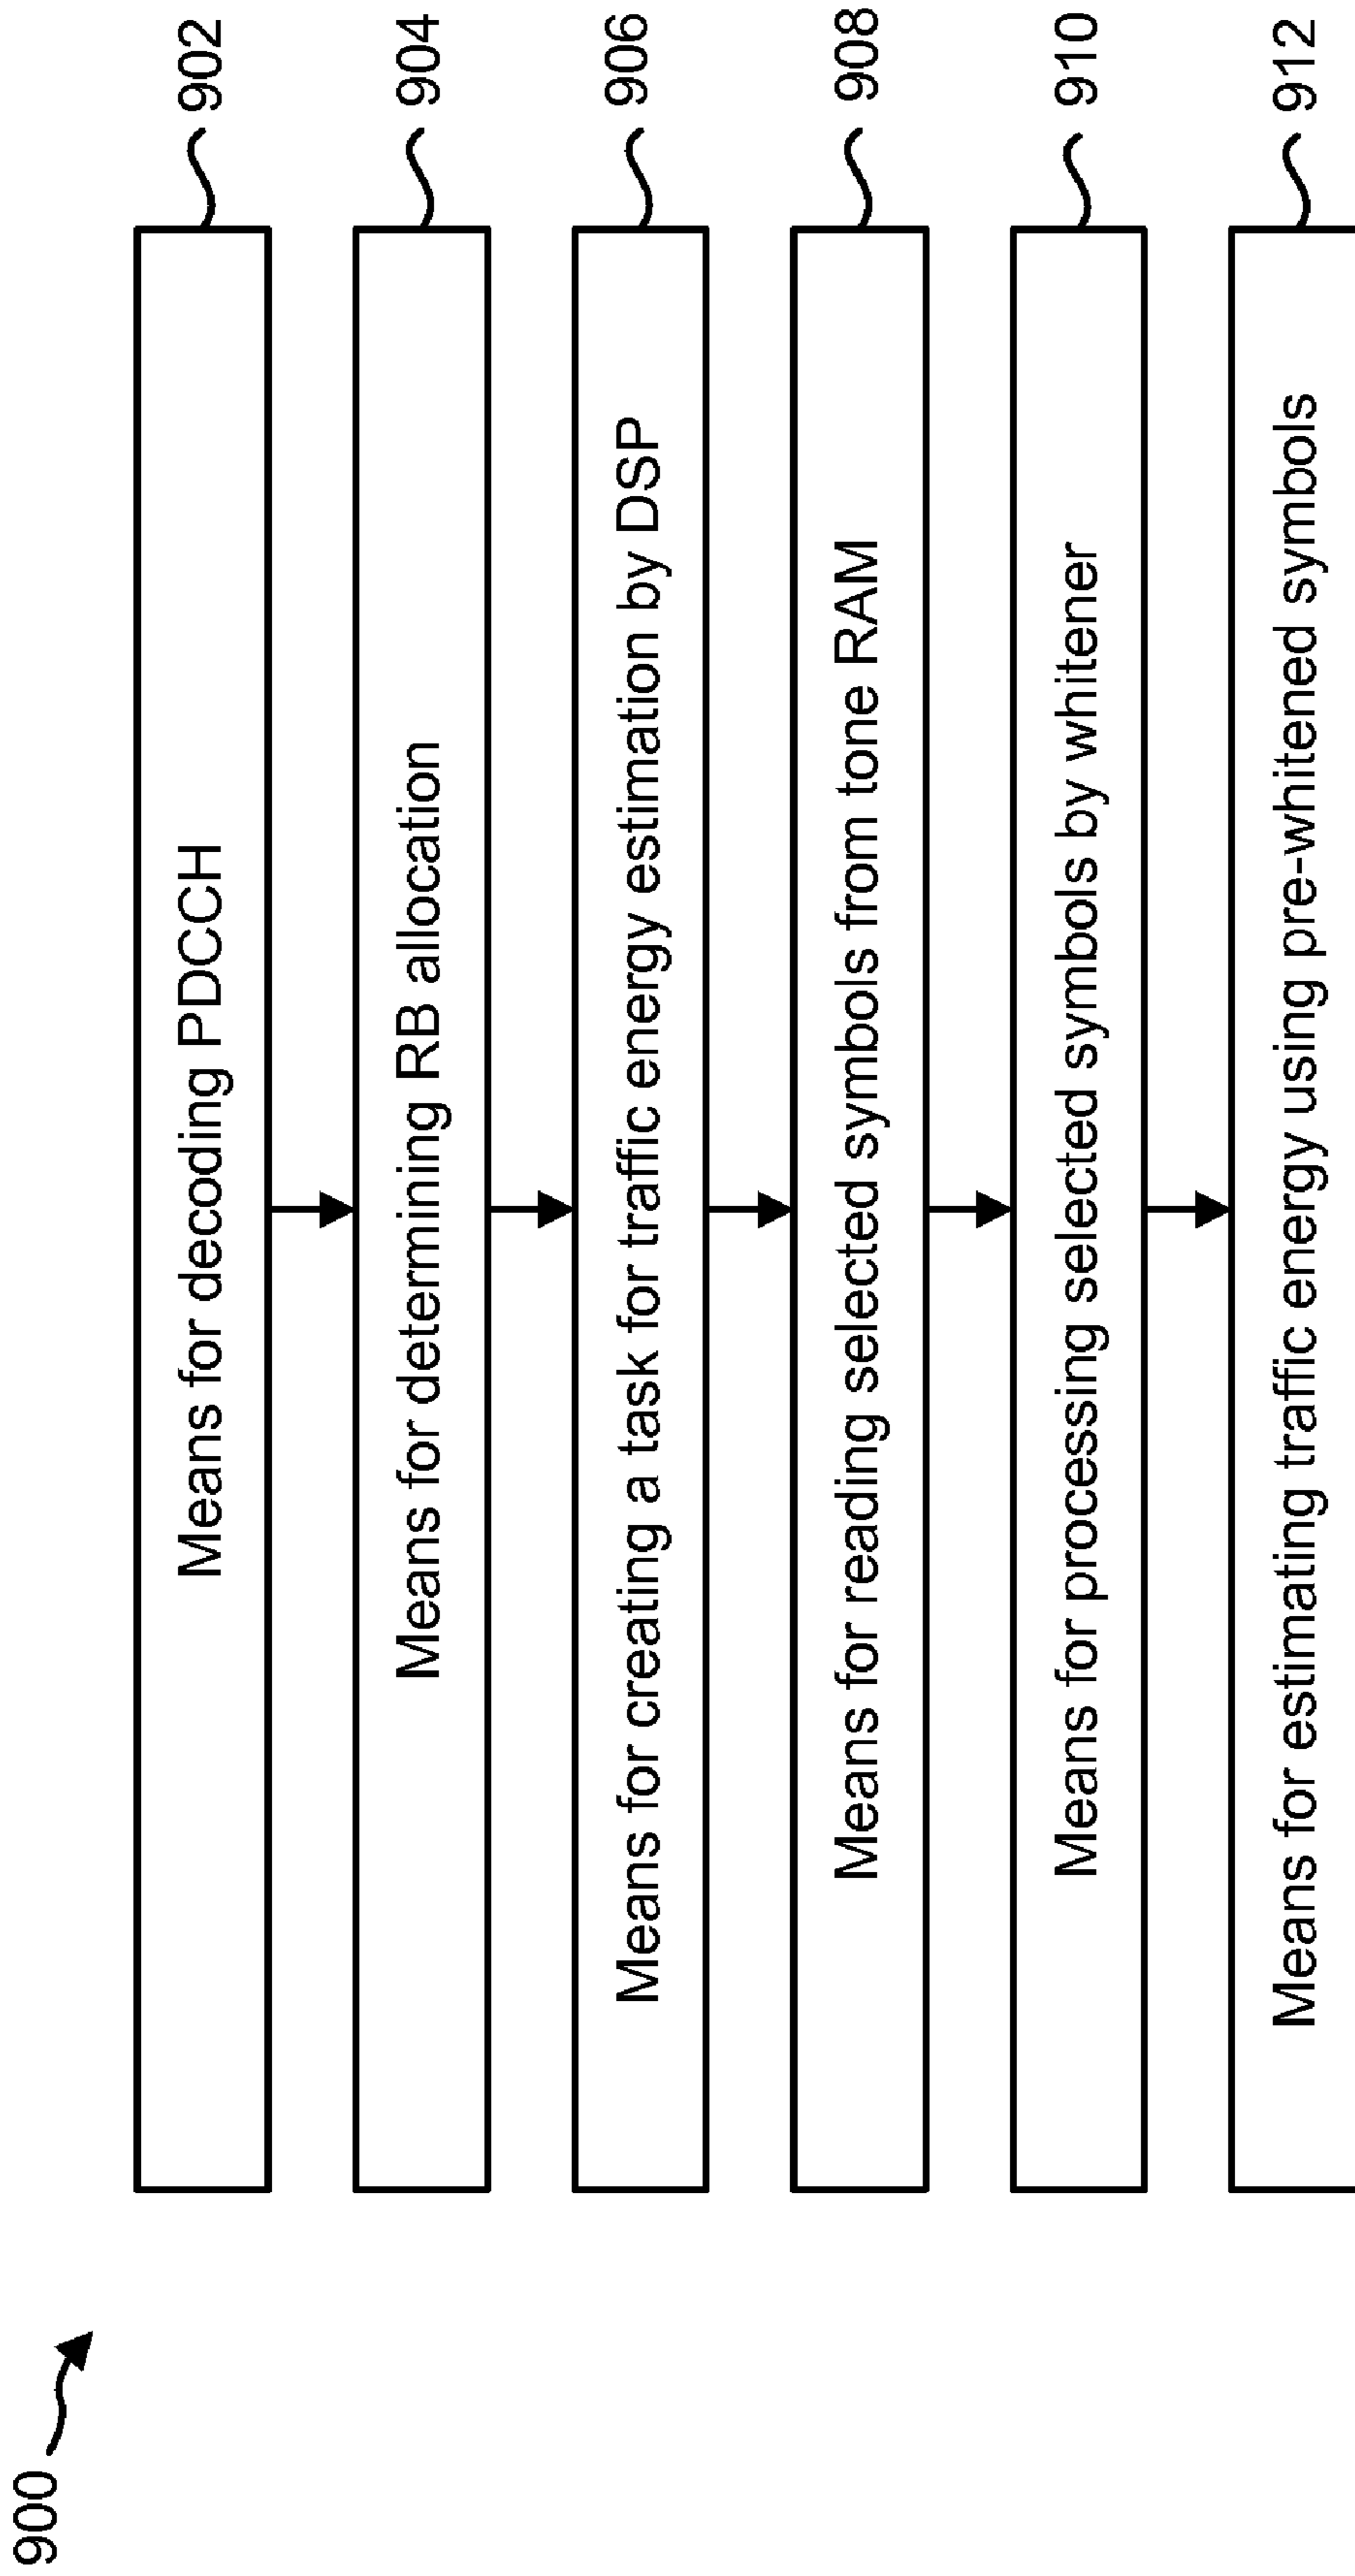 900
Means for decoding PDCCH
902
Means for determining RB allocation
904
Means for creating a task for traffic energy estimation by DSP
906
Means for reading selected symbols from tone RAM
908
Means for processing selected symbols by whitener
910
Means for estimating traffic energy using pre-whitened symbols
912